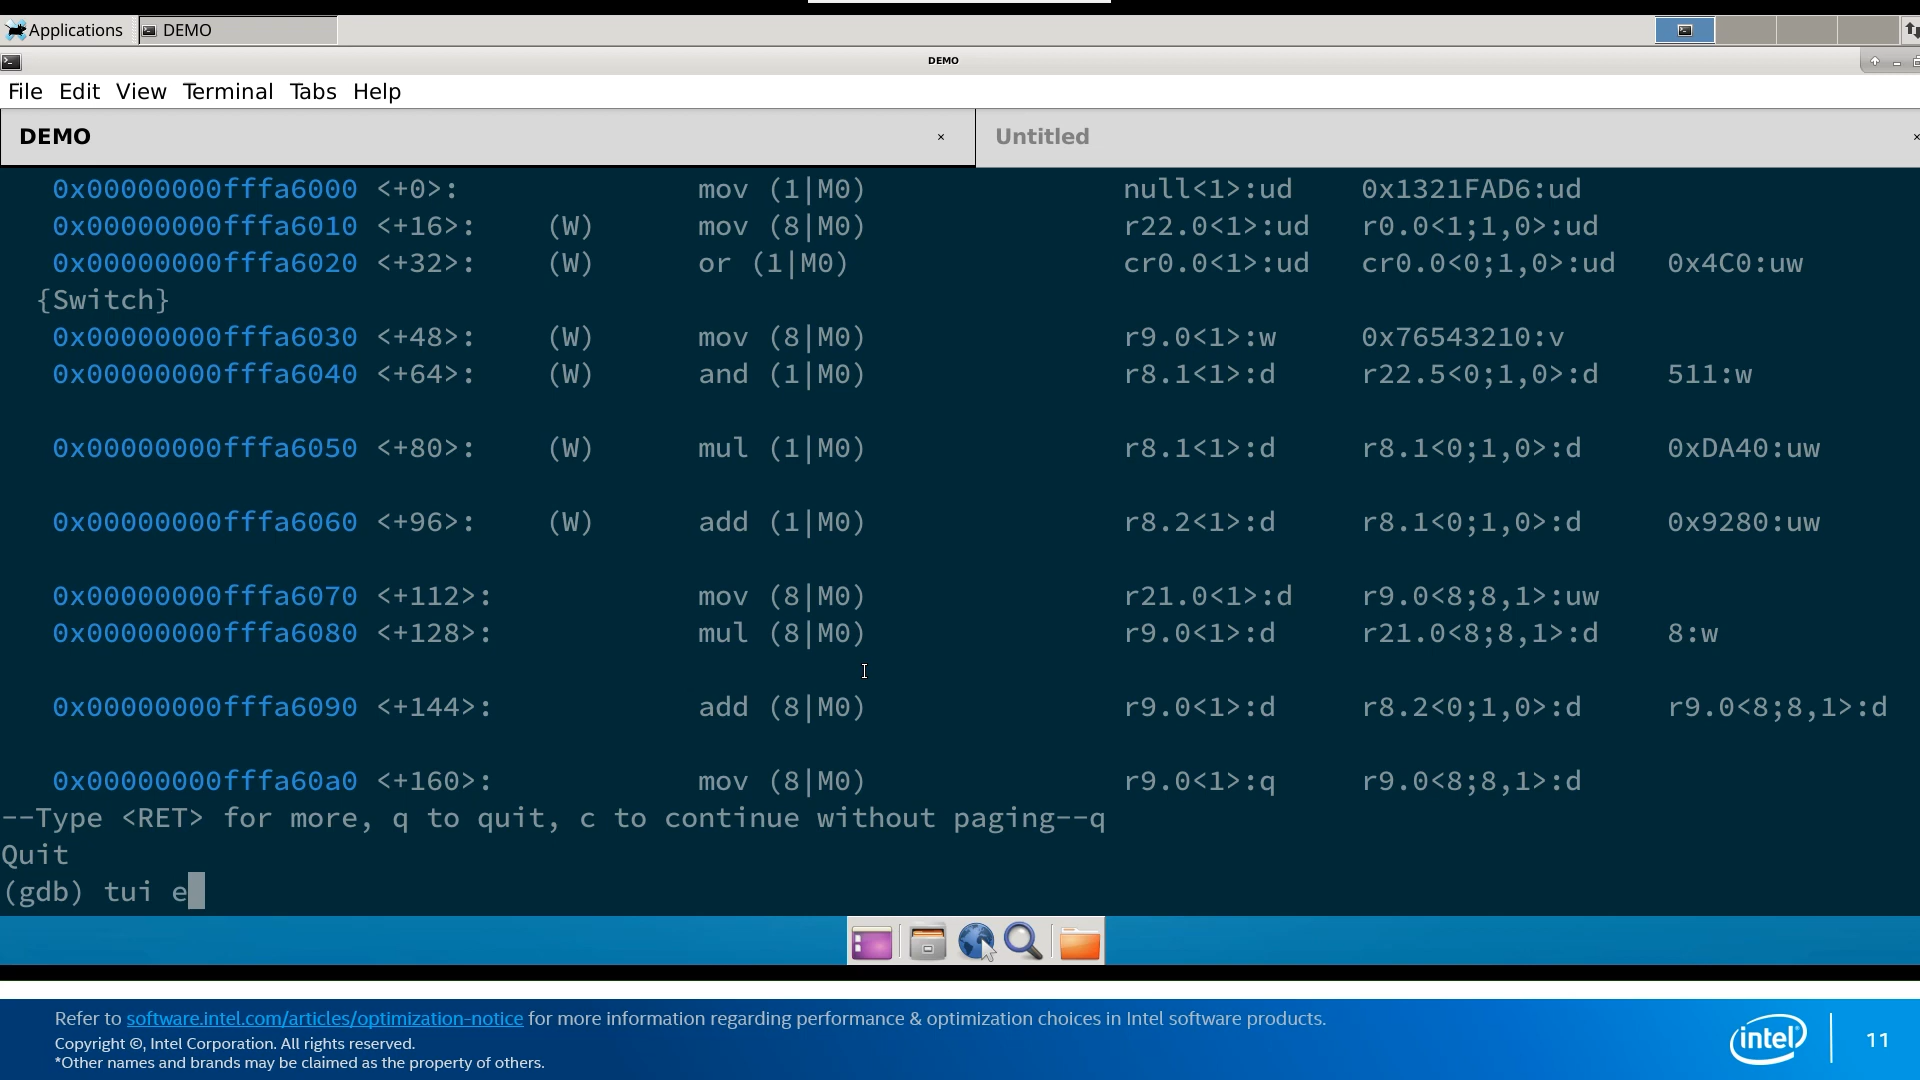 Applications DEMO
DEMO
File Edit View Terminal Tabs Help
DEMO × Untitled ×
0x00000000fffa6000 <+0>: mov (1|M0) null<1>:ud 0x1321FAD6:ud
0x00000000fffa6010 <+16>: (W) mov (8|M0) r22.0<1>:ud r0.0<1;1,0>:ud
0x00000000fffa6020 <+32>: (W) or (1|M0) cr0.0<1>:ud cr0.0<0;1,0>:ud 0x4C0:uw
{Switch}
0x00000000fffa6030 <+48>: (W) mov (8|M0) r9.0<1>:w 0x76543210:v
0x00000000fffa6040 <+64>: (W) and (1|M0) r8.1<1>:d r22.5<0;1,0>:d 511:w
0x00000000fffa6050 <+80>: (W) mul (1|M0) r8.1<1>:d r8.1<0;1,0>:d 0xDA40:uw
0x00000000fffa6060 <+96>: (W) add (1|M0) r8.2<1>:d r8.1<0;1,0>:d 0x9280:uw
0x00000000fffa6070 <+112>: mov (8|M0) r21.0<1>:d r9.0<8;8,1>:uw
0x00000000fffa6080 <+128>: mul (8|M0) r9.0<1>:d r21.0<8;8,1>:d 8:w
0x00000000fffa6090 <+144>: add (8|M0) r9.0<1>:d r8.2<0;1,0>:d r9.0<8;8,1>:d
0x00000000fffa60a0 <+160>: mov (8|M0) r9.0<1>:q r9.0<8;8,1>:d
--Type <RET> for more, q to quit, c to continue without paging--q
Quit
(gdb) tui e
Refer to software.intel.com/articles/optimization-notice for more information regarding performance & optimization choices in Intel software products.
Copyright ©, Intel Corporation. All rights reserved.
*Other names and brands may be claimed as the property of others.
intel
11